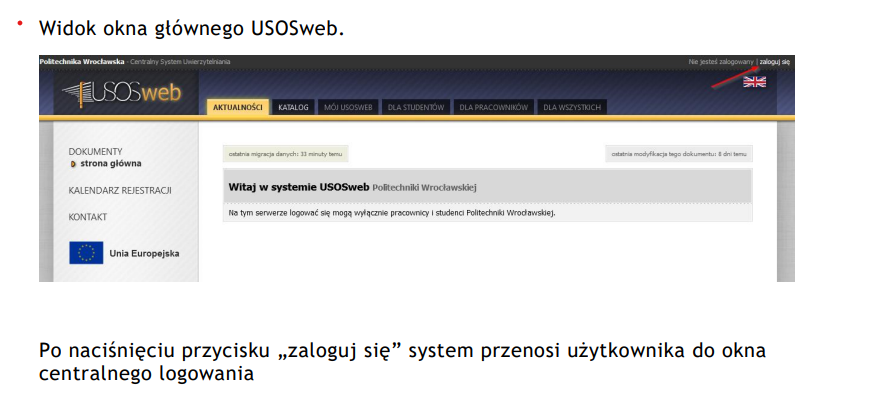 Widok okna głównego USOSweb.
Politechnika Wrocławska - Centralny System Uwierzytelniania
Nie jesteś zalogowany | zaloguj się
USOSweb
AKTUALNOŚCI KATALOG MÓJ USOSWEB DLA STUDENTÓW DLA PRACOWNIKÓW DLA WSZYSTKICH
DOKUMENTY
strona główna
KALENDARZ REJESTRACJI
KONTAKT
Unia Europejska
ostatnia migracja danych: 33 minuty temu
ostatnia modyfikacja tego dokumentu: 8 dni temu
Witaj w systemie USOSweb Politechniki Wrocławskiej
Na tym serwerze logować się mogą wyłącznie pracownicy i studenci Politechniki Wrocławskiej.
Po naciśnięciu przycisku „zaloguj się” system przenosi użytkownika do okna
centralnego logowania